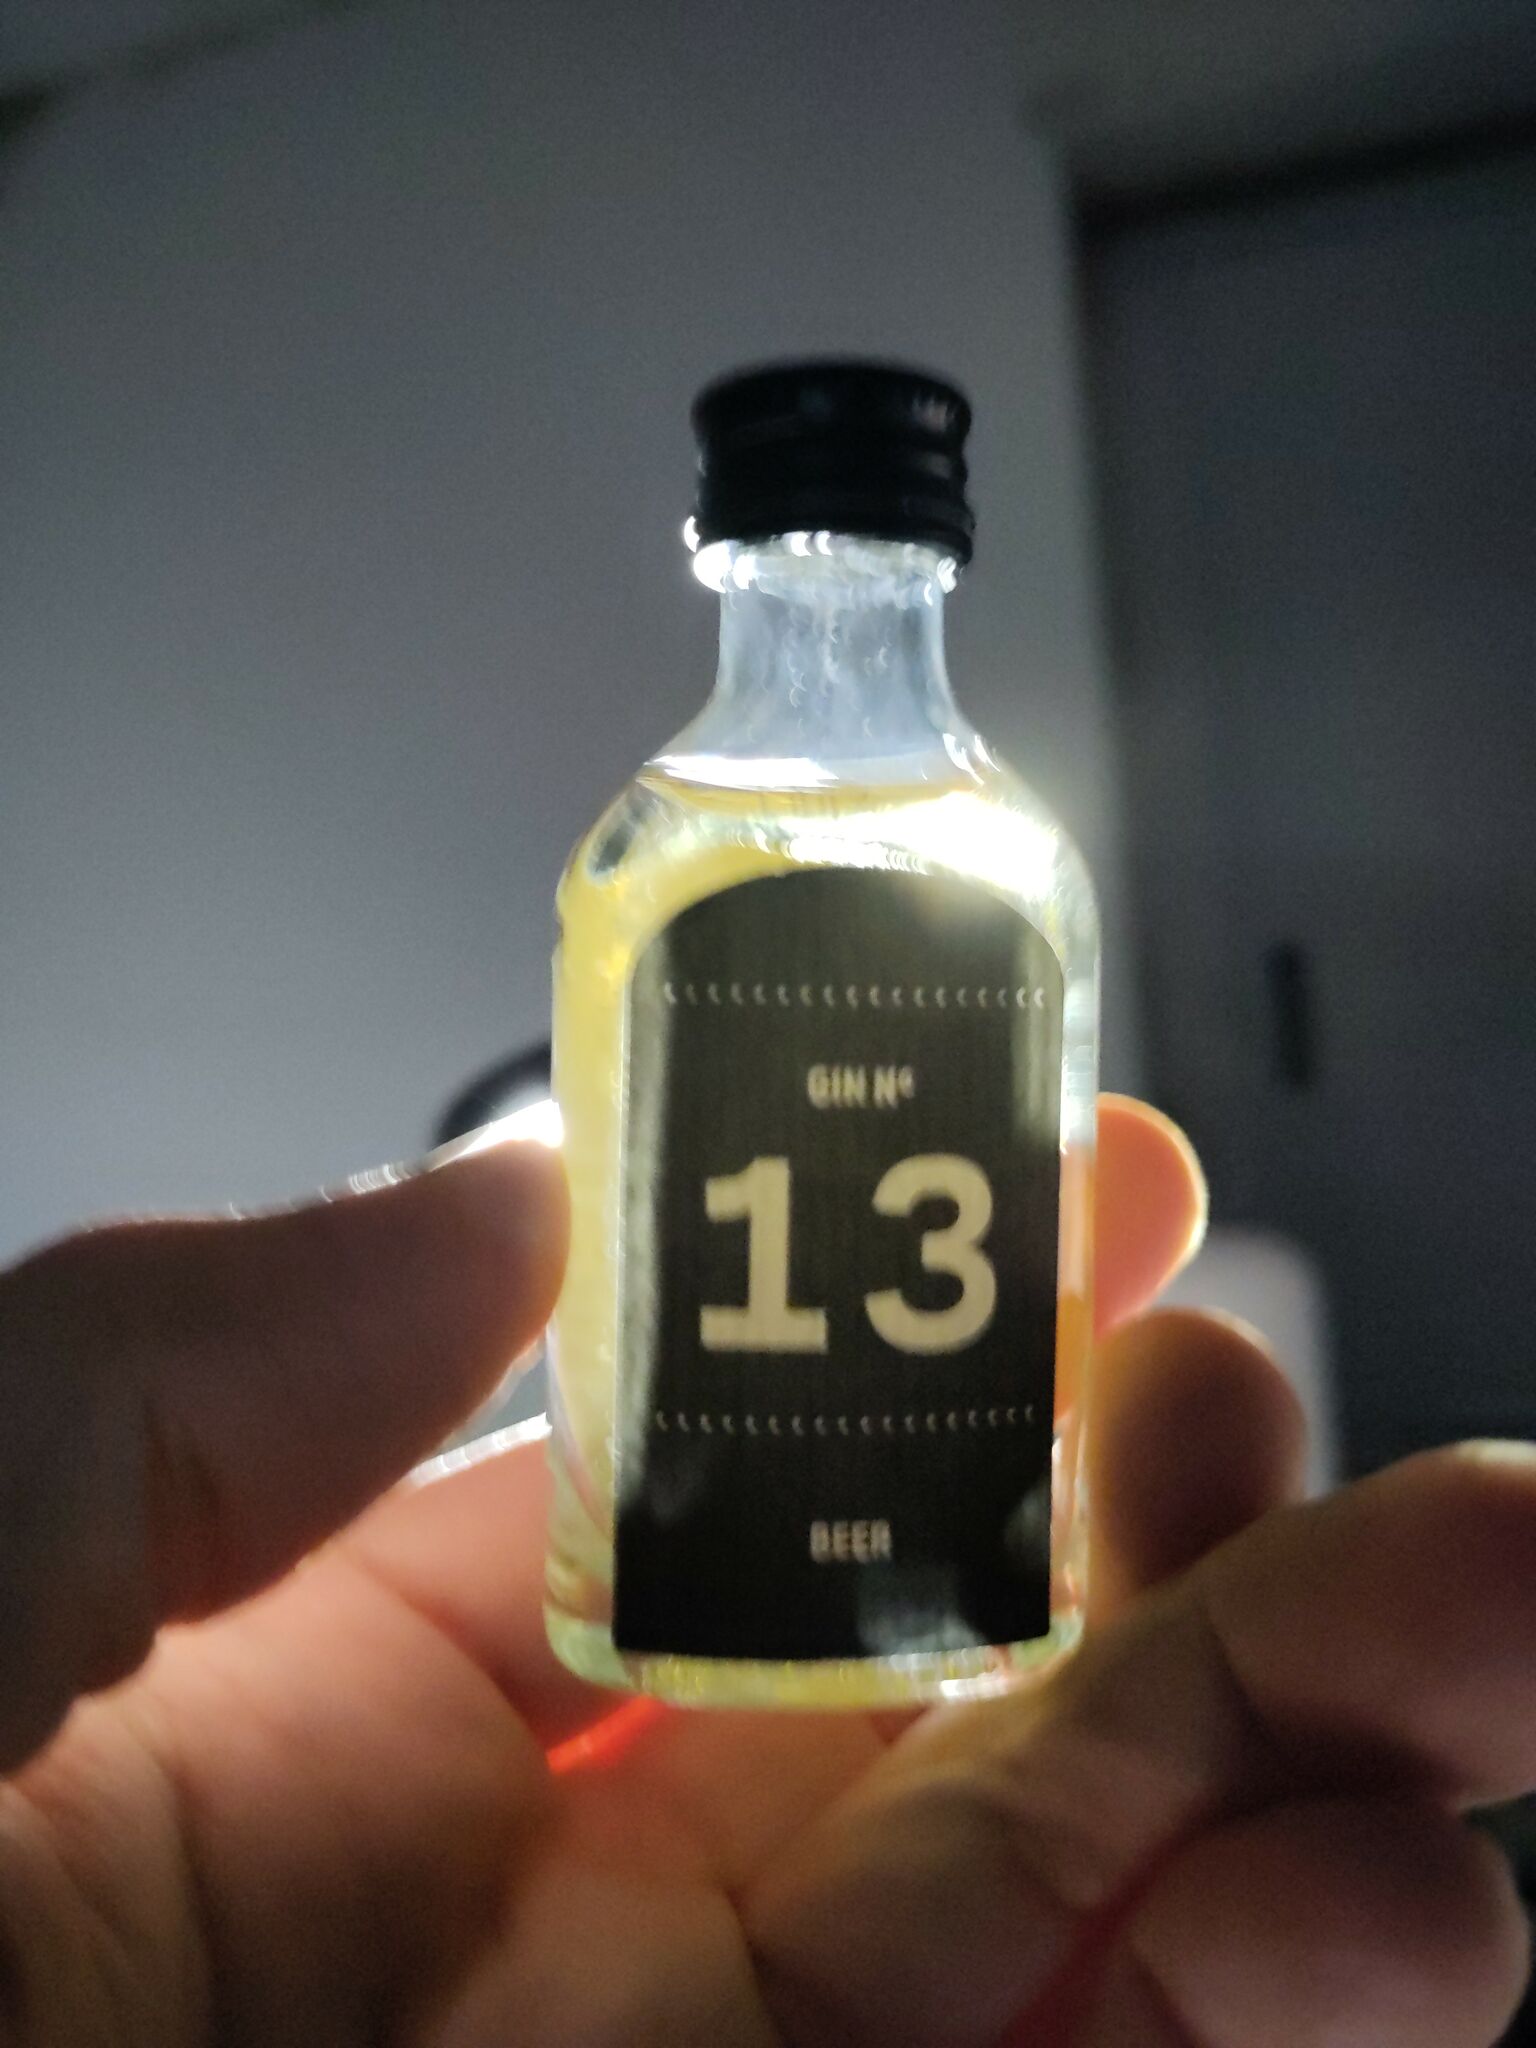 GIN Nº
13
BEER